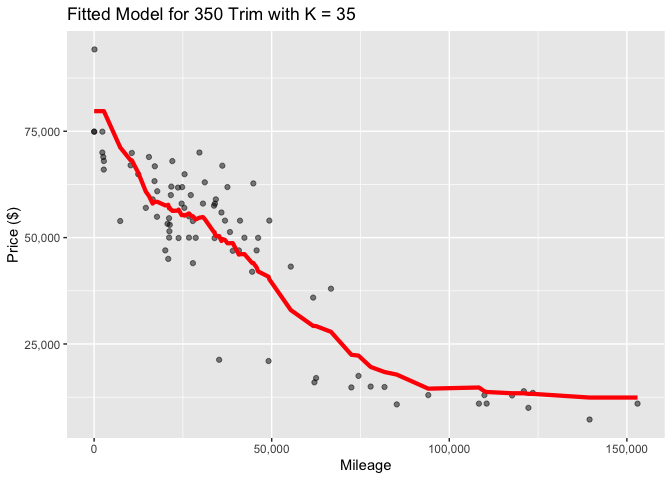 Fitted Model for 350 Trim with K = 35
75,000
50,000
25,000
Price ($)
0
50,000
100,000
150,000
Mileage